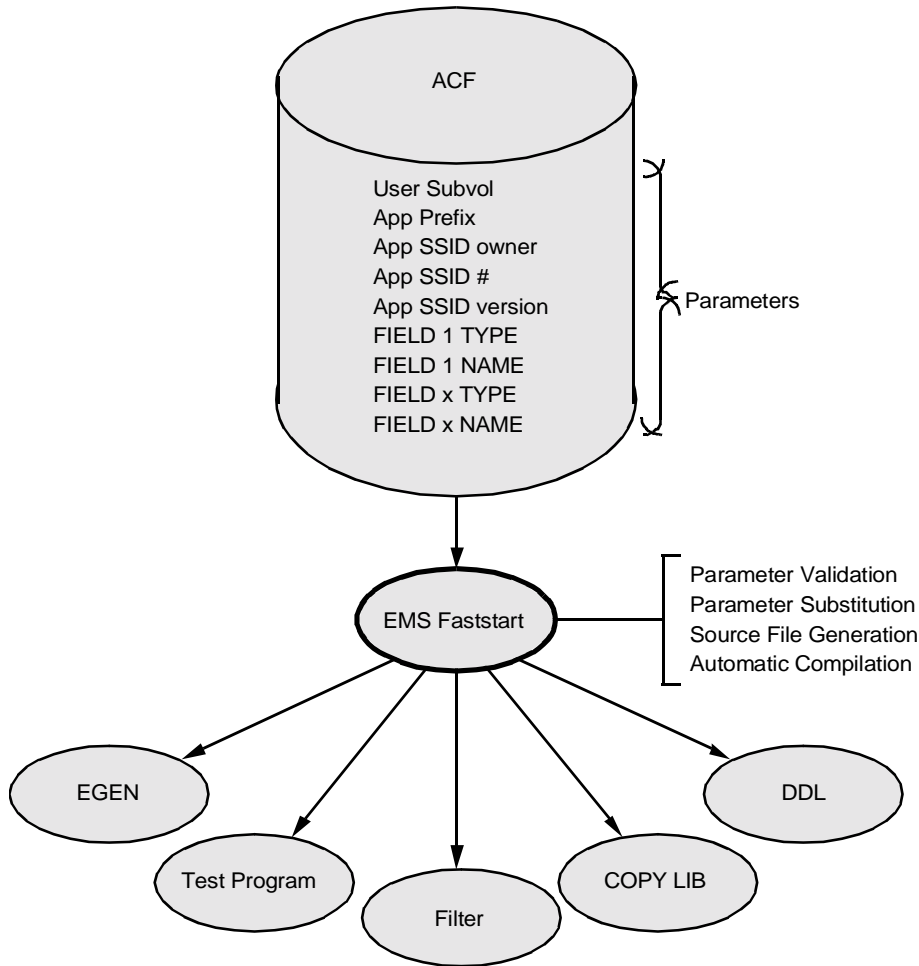 ACF
User Subvol
App Prefix
App SSID owner
App SSID #
App SSID version
FIELD 1 TYPE
FIELD 1 NAME
FIELD x TYPE
FIELD x NAME
Parameters
EMS Faststart
Parameter Validation
Parameter Substitution
Source File Generation
Automatic Compilation
EGEN
Test Program
Filter
COPY LIB
DDL